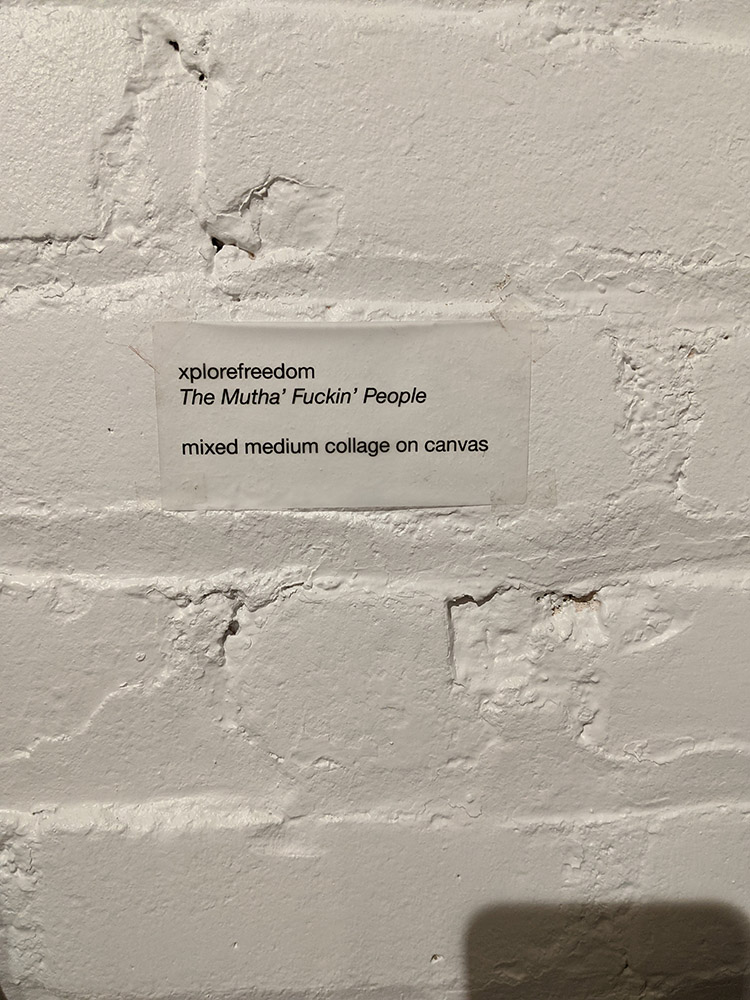 xplorefreedom
The Mutha' Fuckin' People
mixed medium collage on canvas